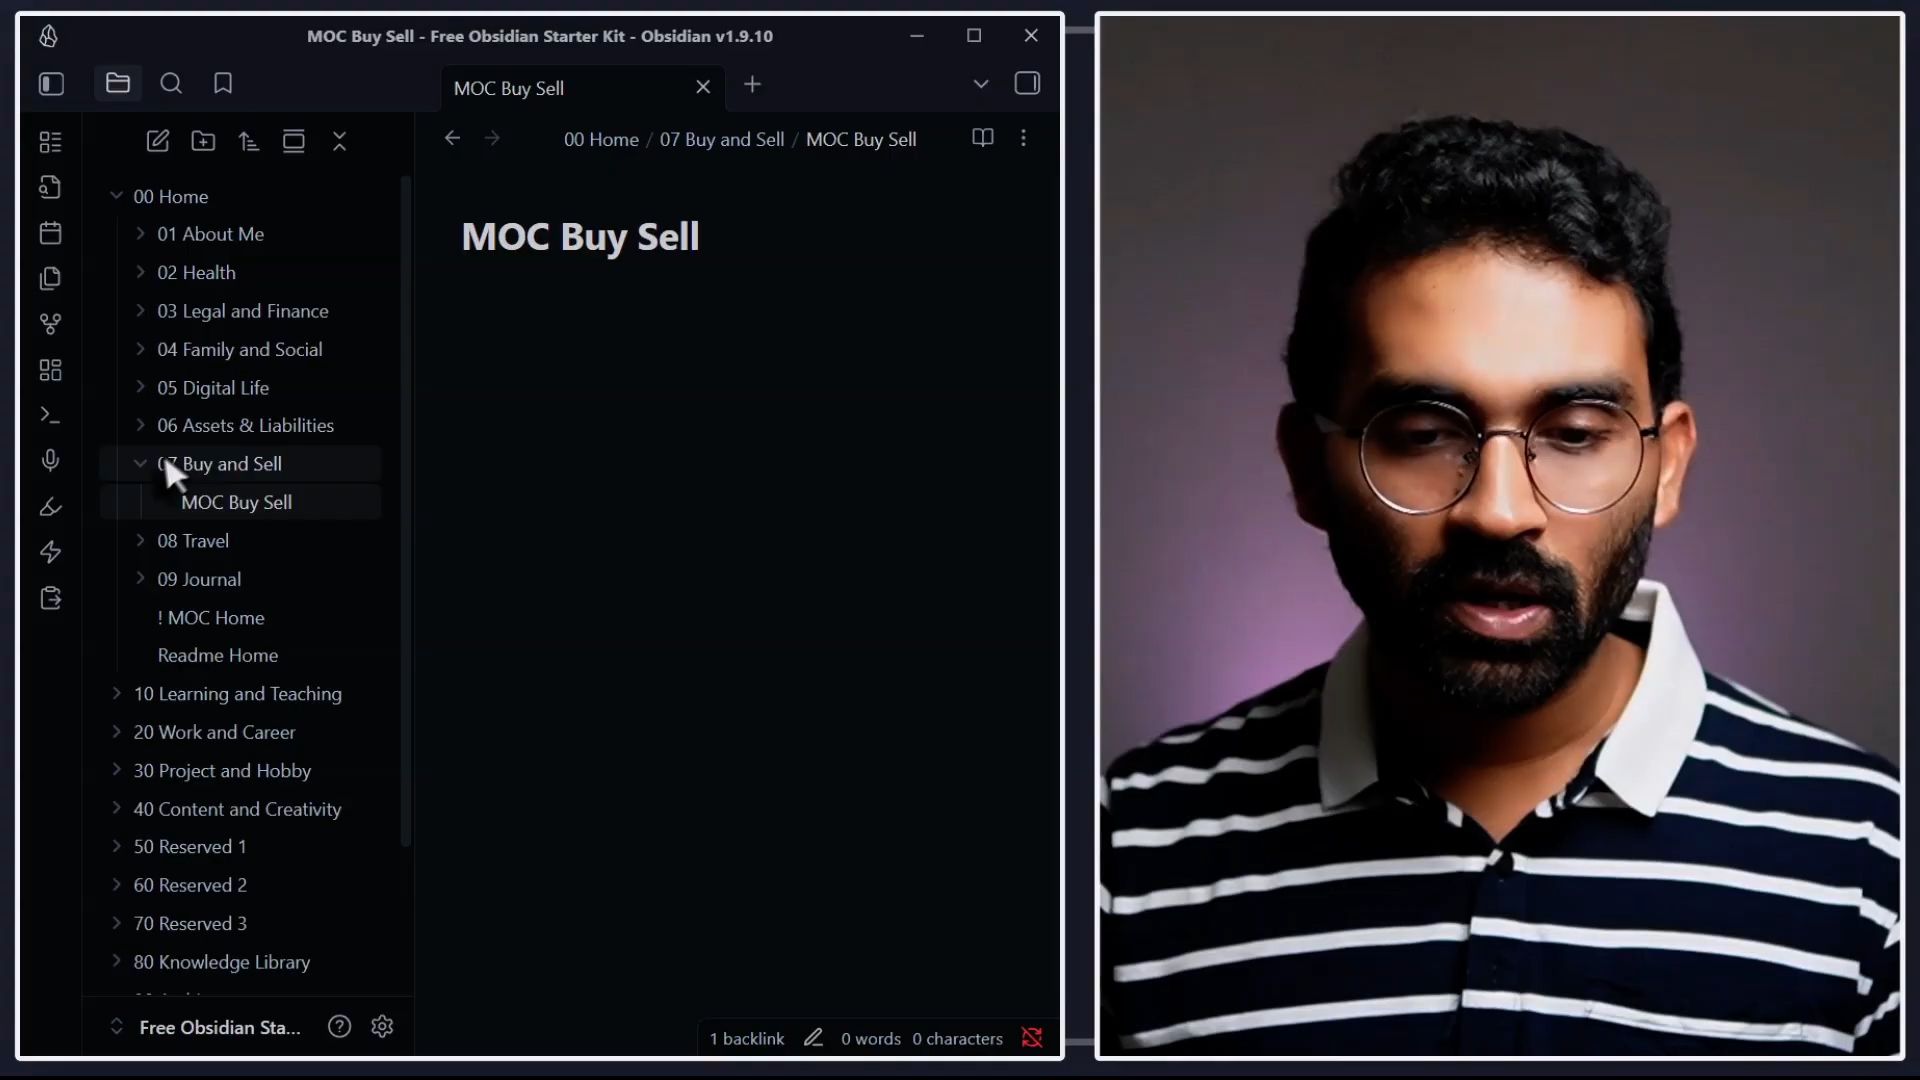 MOC Buy Sell - Free Obsidian Starter Kit - Obsidian v1.9.10
MOC Buy Sell
00 Home / 07 Buy and Sell / MOC Buy Sell
MOC Buy Sell
00 Home
01 About Me
02 Health
03 Legal and Finance
04 Family and Social
05 Digital Life
06 Assets & Liabilities
07 Buy and Sell
MOC Buy Sell
08 Travel
09 Journal
! MOC Home
Readme Home
10 Learning and Teaching
20 Work and Career
30 Project and Hobby
40 Content and Creativity
50 Reserved 1
60 Reserved 2
70 Reserved 3
80 Knowledge Library
Free Obsidian Sta...
1 backlink
0 words 0 characters